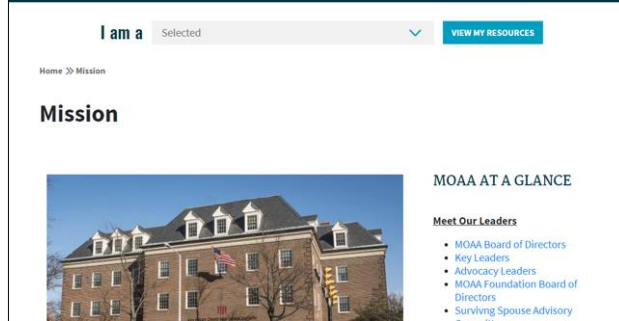 I am a Selected VIEW MY RESOURCES
Home >> Mission
Mission
MOAA AT A GLANCE
Meet Our Leaders
• MOAA Board of Directors
• Key Leaders
• Advocacy Leaders
• MOAA Foundation Board of
Directors
• Survivng Spouse Advisory